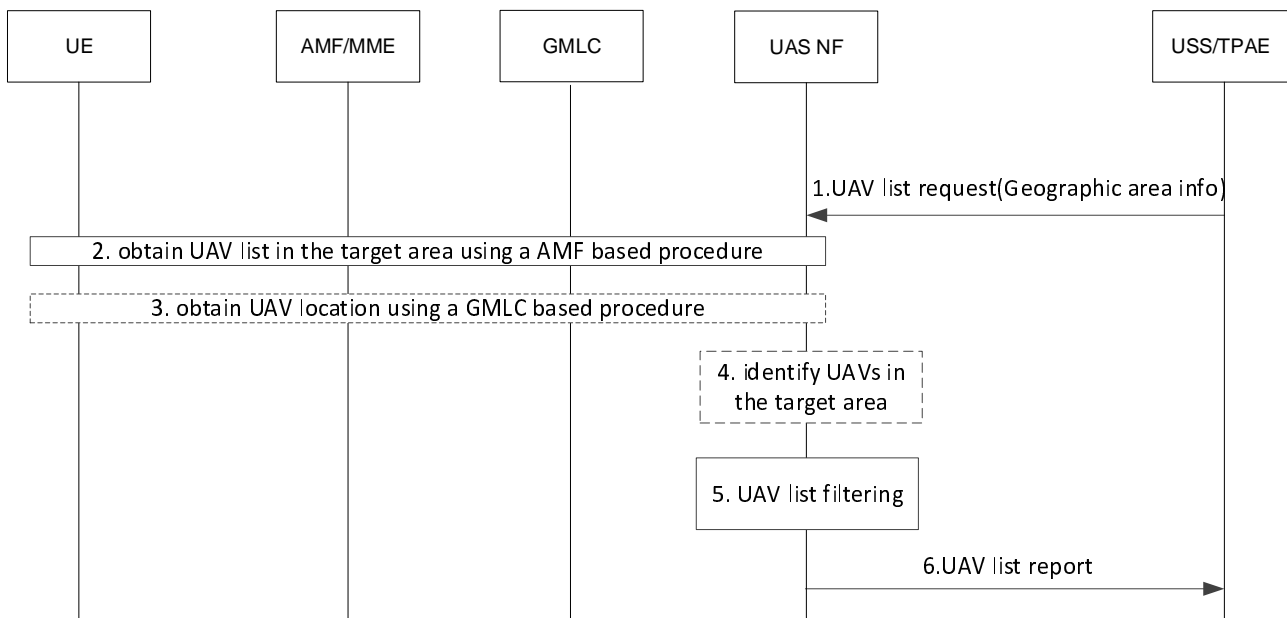 UE
AMF/MME
GMLC
UAS NF
USS/TPAE
1.UAV list request(Geographic area info)
2. obtain UAV list in the target area using a AMF based procedure
3. obtain UAV location using a GMLC based procedure
4. identify UAVs in
the target area
5. UAV list filtering
6.UAV list report